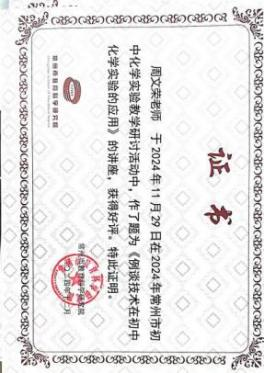 证书
周文荣老师 于2024年11月29日在2024年常州市初
中化学实验教学研讨活动中，作了题为《例谈技术在初中
化学实验的应用》的讲座，获得好评。特此证明。